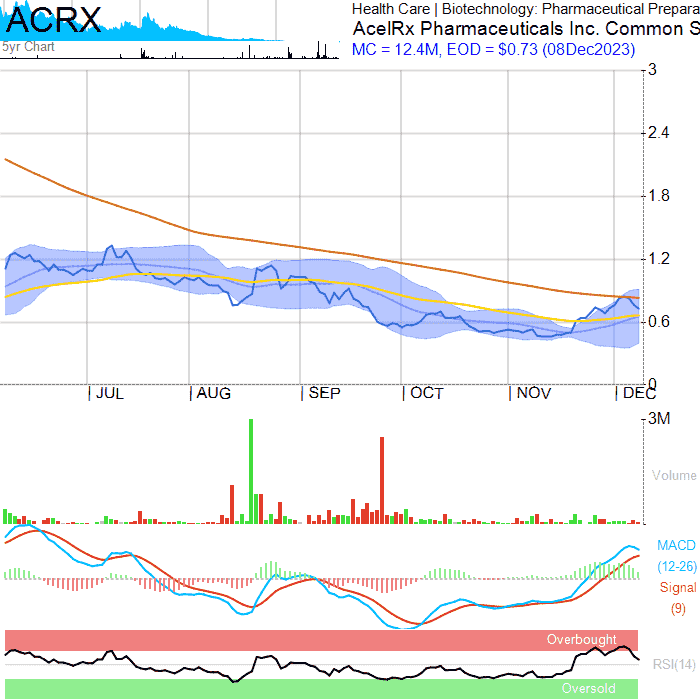 ACRX
5yr Chart
Health Care | Biotechnology: Pharmaceutical Prepara
AcelRx Pharmaceuticals Inc. Common S
MC = 12.4M, EOD = $0.73 (08Dec2023)
3
2.4
1.8
1.2
0.6
0
JUL
AUG
SEP
OCT
NOV
DEC
3M
Volume
MACD
(12-26)
Signal
(9)
Overbought
RSI(14)
Oversold